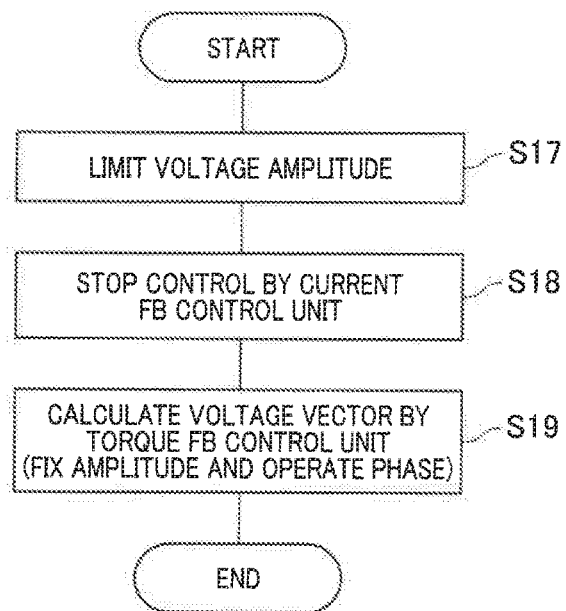 START
LIMIT VOLTAGE AMPLITUDE
S17
STOP CONTROL BY CURRENT
FB CONTROL UNIT
S18
CALCULATE VOLTAGE VECTOR BY
TORQUE FB CONTROL UNIT
(FIX AMPLITUDE AND OPERATE PHASE)
S19
END